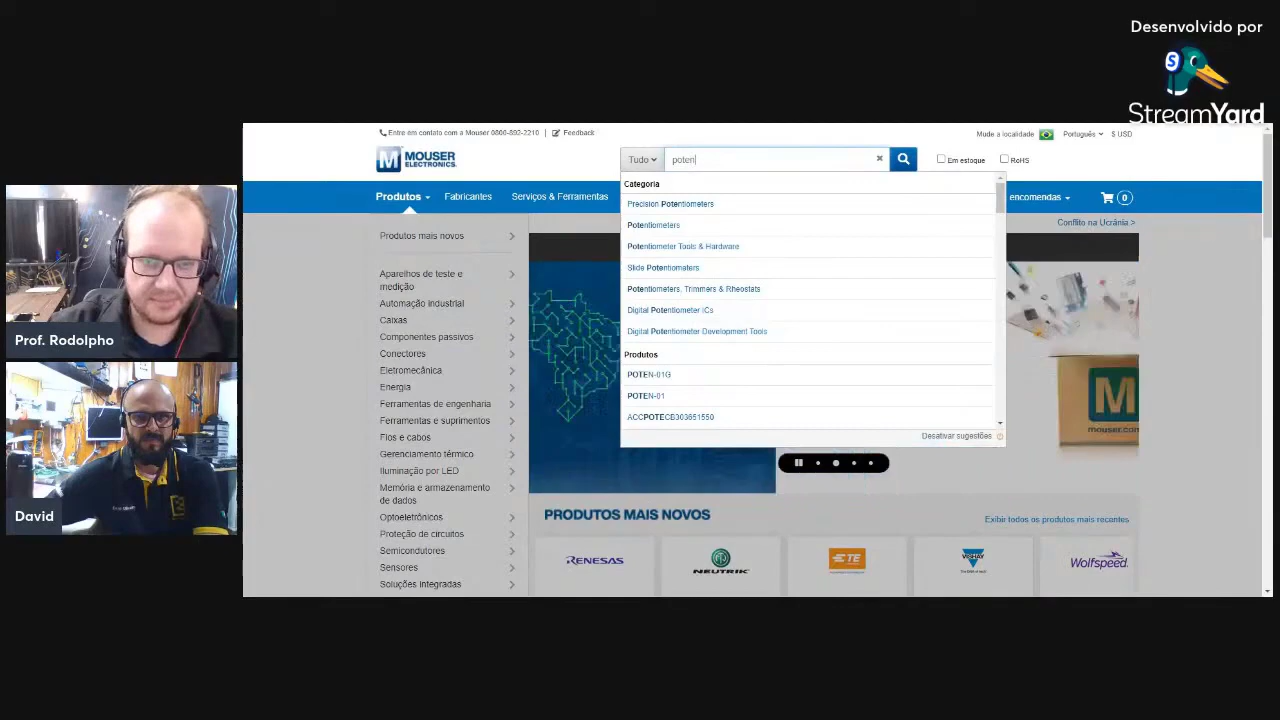 Desenvolvido por
S
StreamYard
Entre em contato com a Mouser 0800-892-2210 | Feedback
Mude a localidade Português $ USD
M MOUSER ELECTRONICS
Tudo poten
Em estoque RoHS
Produtos Fabricantes Serviços & Ferramentas encomendas 0
Conflito na Ucrânia >
Categoria
Precision Potentiometers
Potentiometers
Potentiometer Tools & Hardware
Slide Potentiometers
Potentiometers, Trimmers & Rheostats
Digital Potentiometer ICs
Digital Potentiometer Development Tools
Produtos
POTEN-01G
POTEN-01
ACCPOTECB303651550
Desativar sugestões
Produtos mais novos
Aparelhos de teste e
medição
Automação industrial
Caixas
Componentes passivos
Conectores
Eletromecânica
Energia
Ferramentas de engenharia
Ferramentas e suprimentos
Fios e cabos
Gerenciamento térmico
Iluminação por LED
Memória e armazenamento
de dados
Optoeletrônicos
Proteção de circuitos
Semicondutores
Sensores
Soluções integradas
M
mouser.com
PRODUTOS MAIS NOVOS
Exibir todos os produtos mais recentes
RENESAS
NEUTRIK
TE
VISHAY
Wolfspeed
Prof. Rodolpho
David